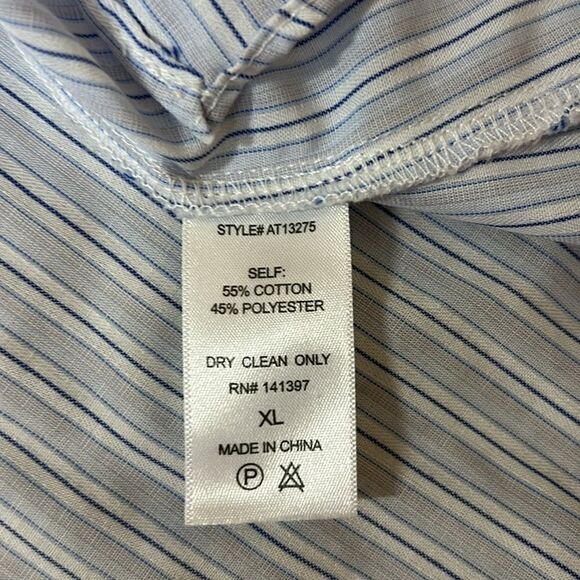 STYLE# AT13275
SELF:
55% COTTON
45% POLYESTER
DRY CLEAN ONLY
RN# 141397
XL
MADE IN CHINA
P